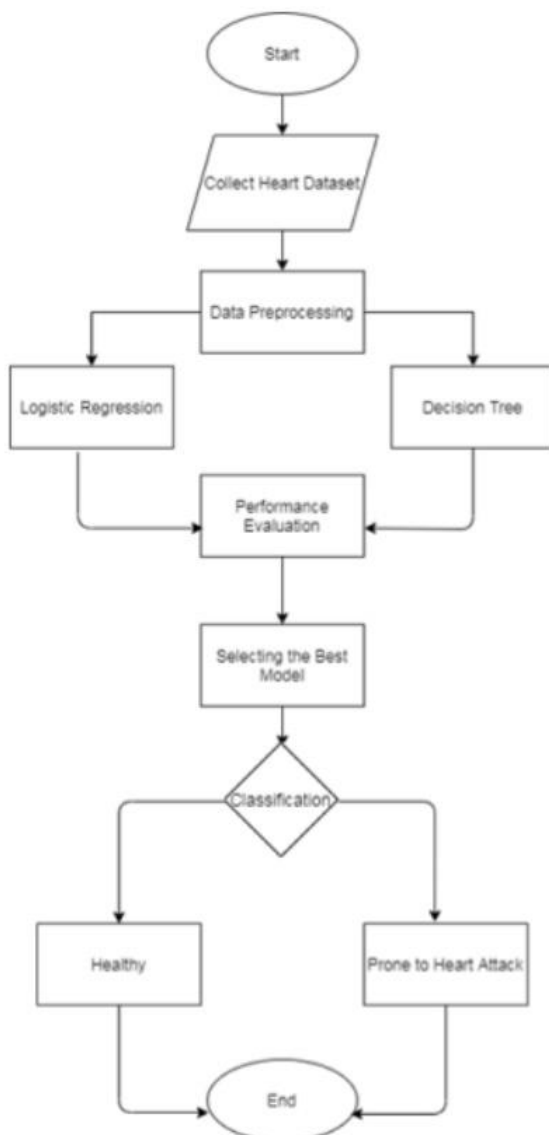 Start
Collect Heart Dataset
Data Preprocessing
Logistic Regression
Decision Tree
Performance
Evaluation
Selecting the Best
Model
Classification
Healthy
Prone to Heart Attack
End